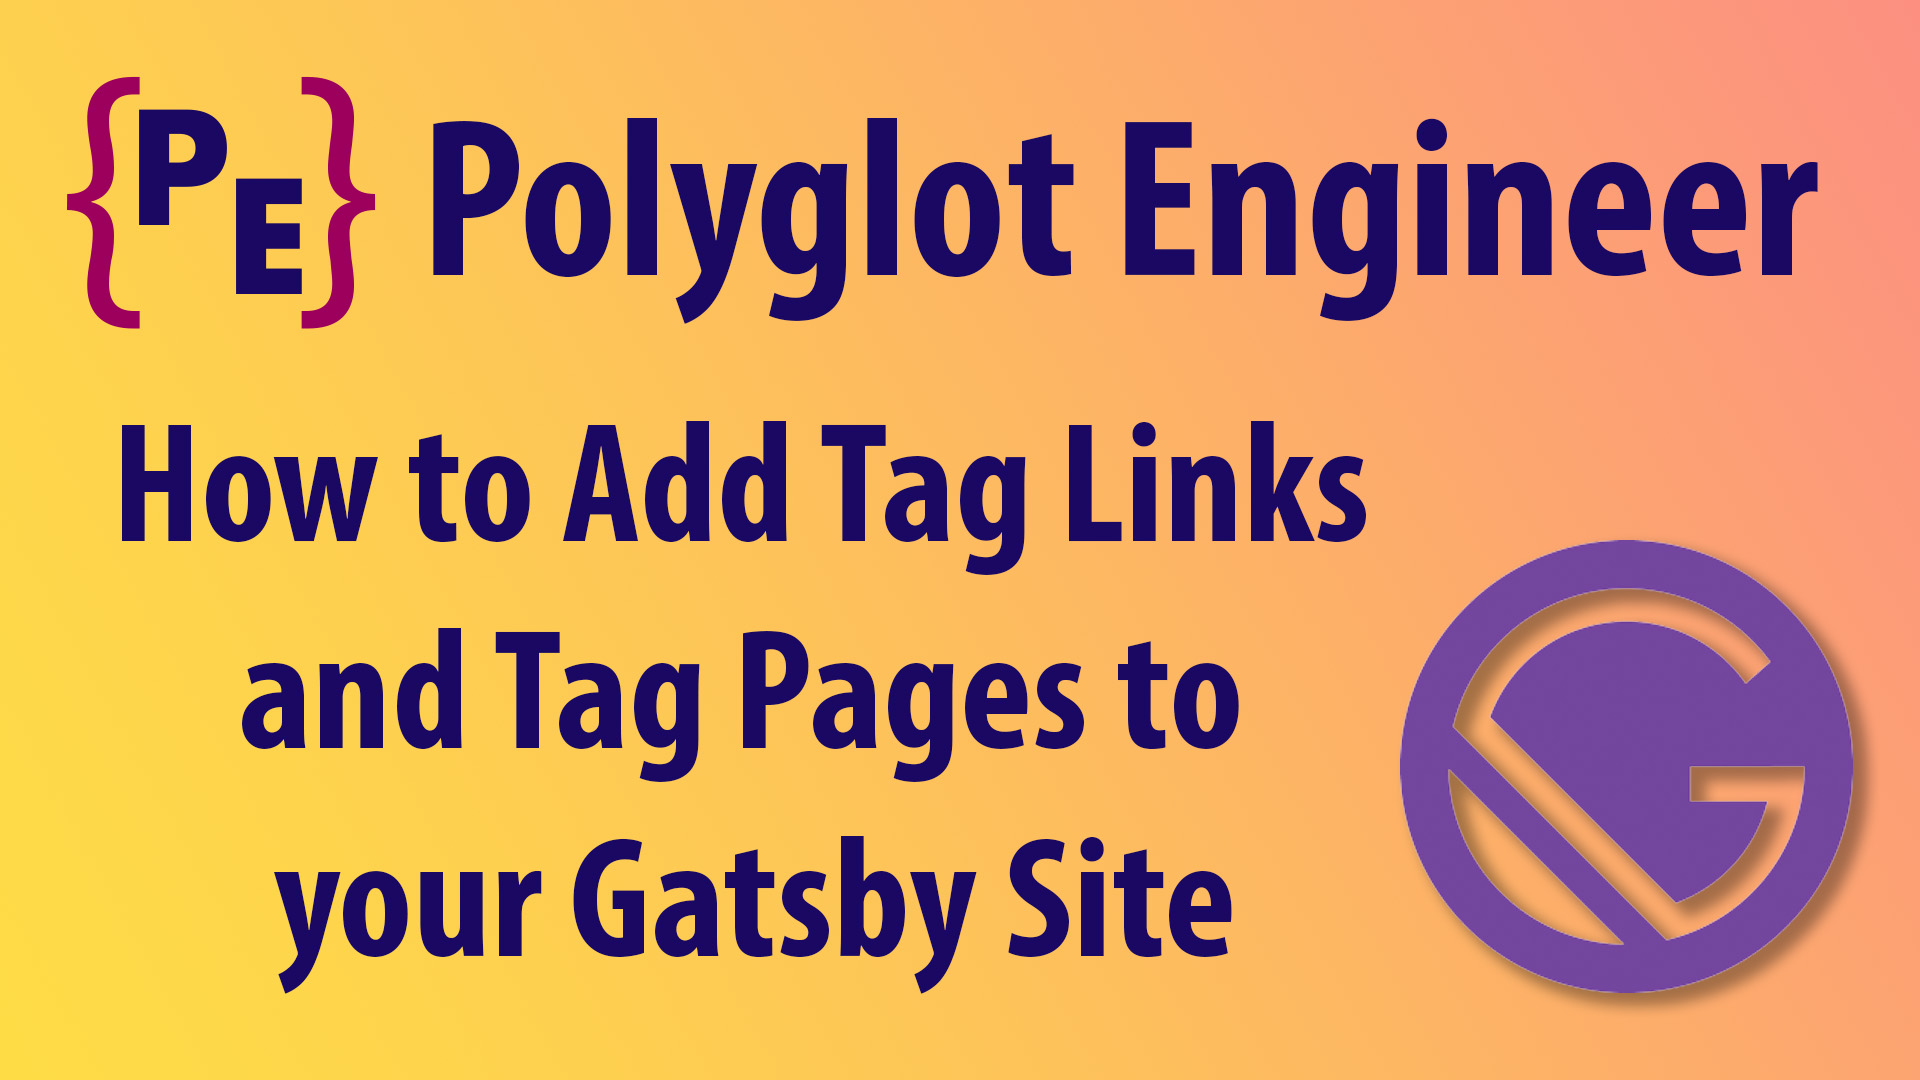 {PE} Polyglot Engineer
How to Add Tag Links
and Tag Pages to
your Gatsby Site